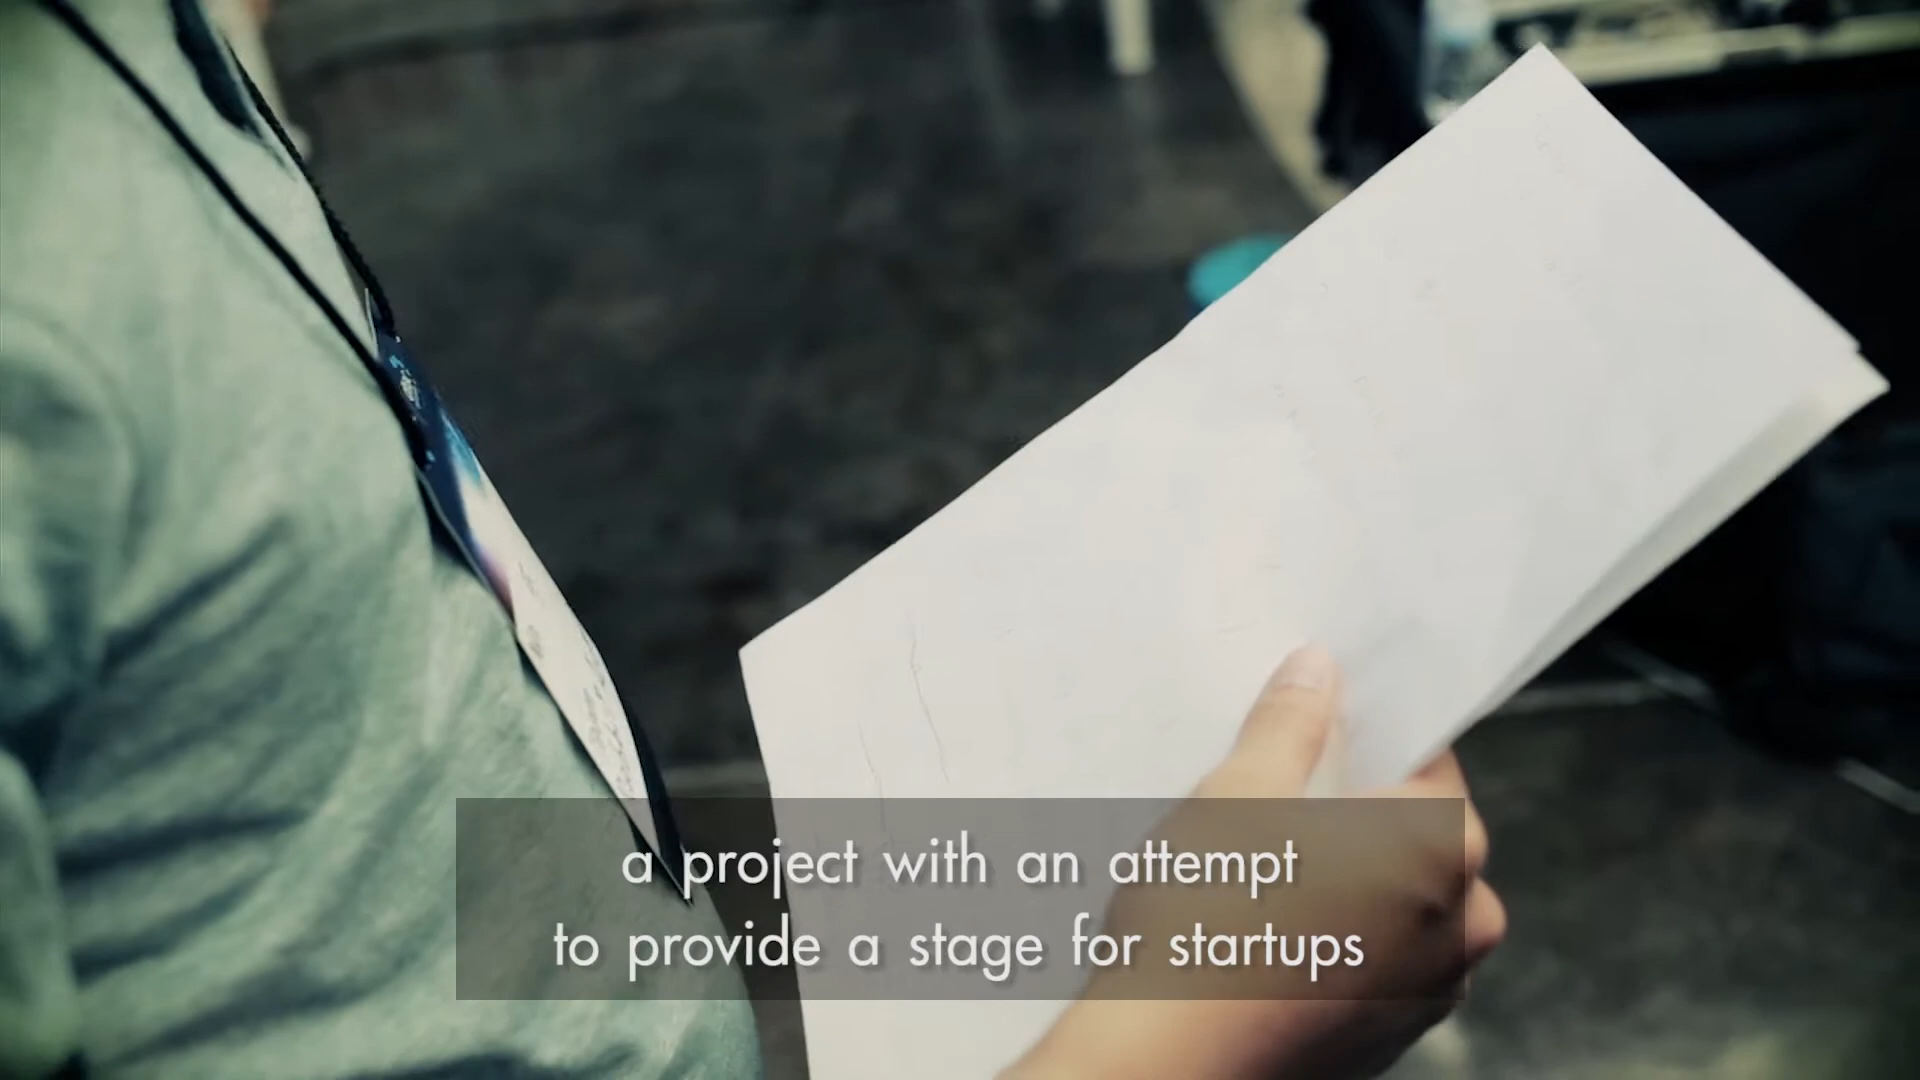 a project with an attempt
to provide a stage for startups